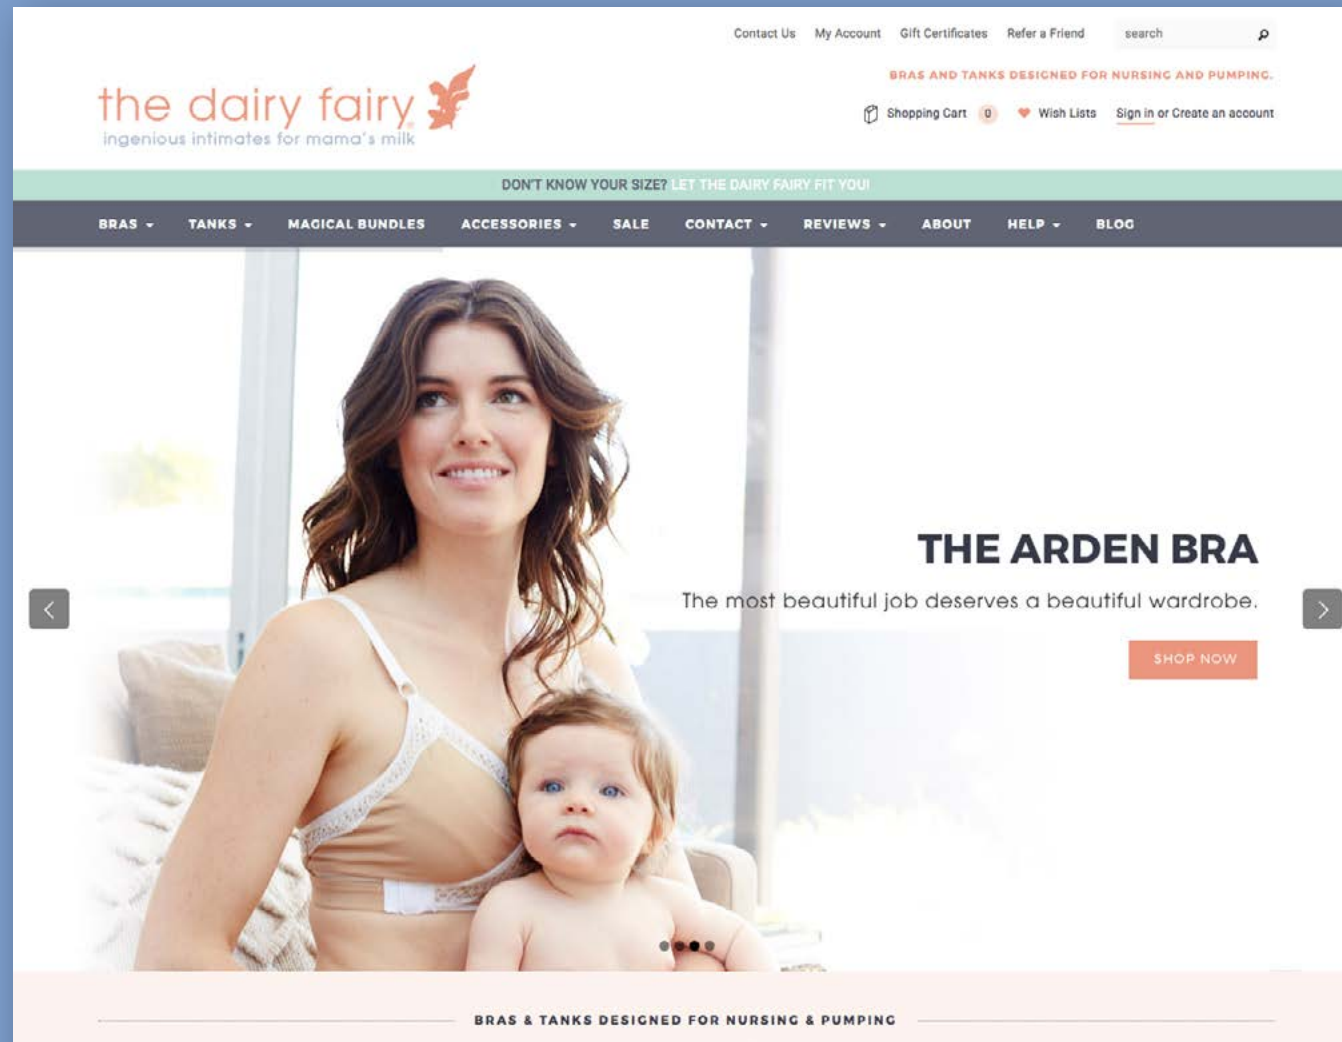 Contact Us My Account Gift Certificates Refer a Friend search
BRAS AND TANKS DESIGNED FOR NURSING AND PUMPING.
the dairy fairy®
ingenious intimates for mama's milk
Shopping Cart 0 Wish Lists Sign in or Create an account
DON'T KNOW YOUR SIZE? LET THE DAIRY FAIRY FIT YOU!
BRAS TANKS MAGICAL BUNDLES ACCESSORIES SALE CONTACT REVIEWS ABOUT HELP BLOG
THE ARDEN BRA
The most beautiful job deserves a beautiful wardrobe.
SHOP NOW
BRAS & TANKS DESIGNED FOR NURSING & PUMPING